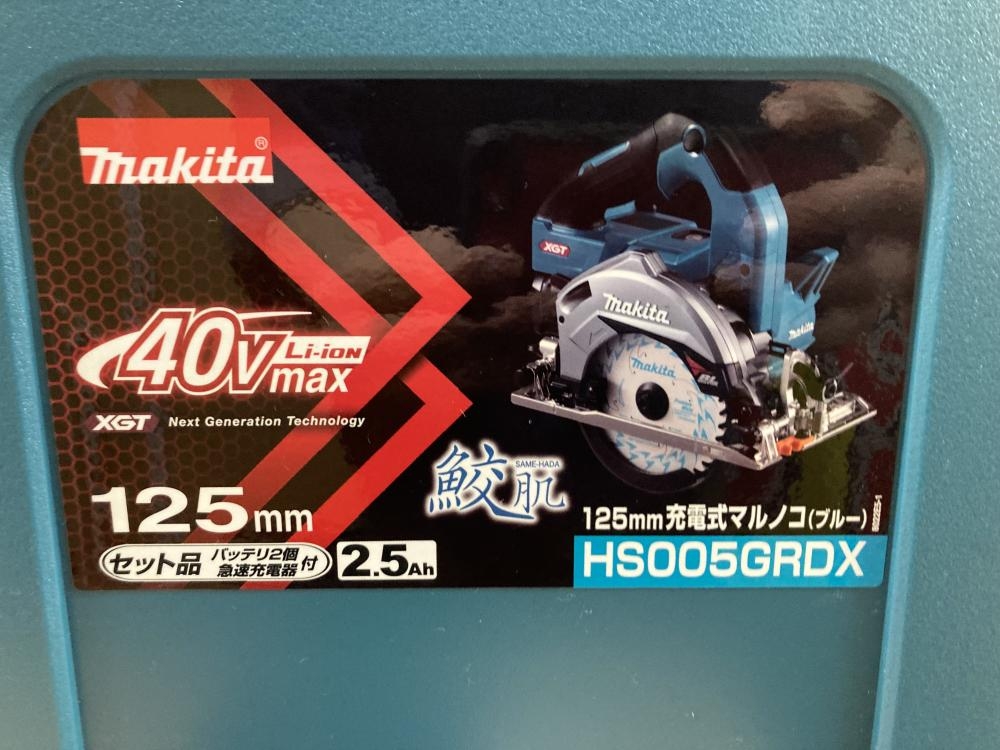 makita®
XGT
makita
makita
makita
40Vmax Li-ion
XGT Next Generation Technology
鮫肌
SAME-HADA
125mm
セット品 バッテリ2個 急速充電器 付
2.5Ah
125mm充電式マルノコ(ブルー)
HS005GRDX